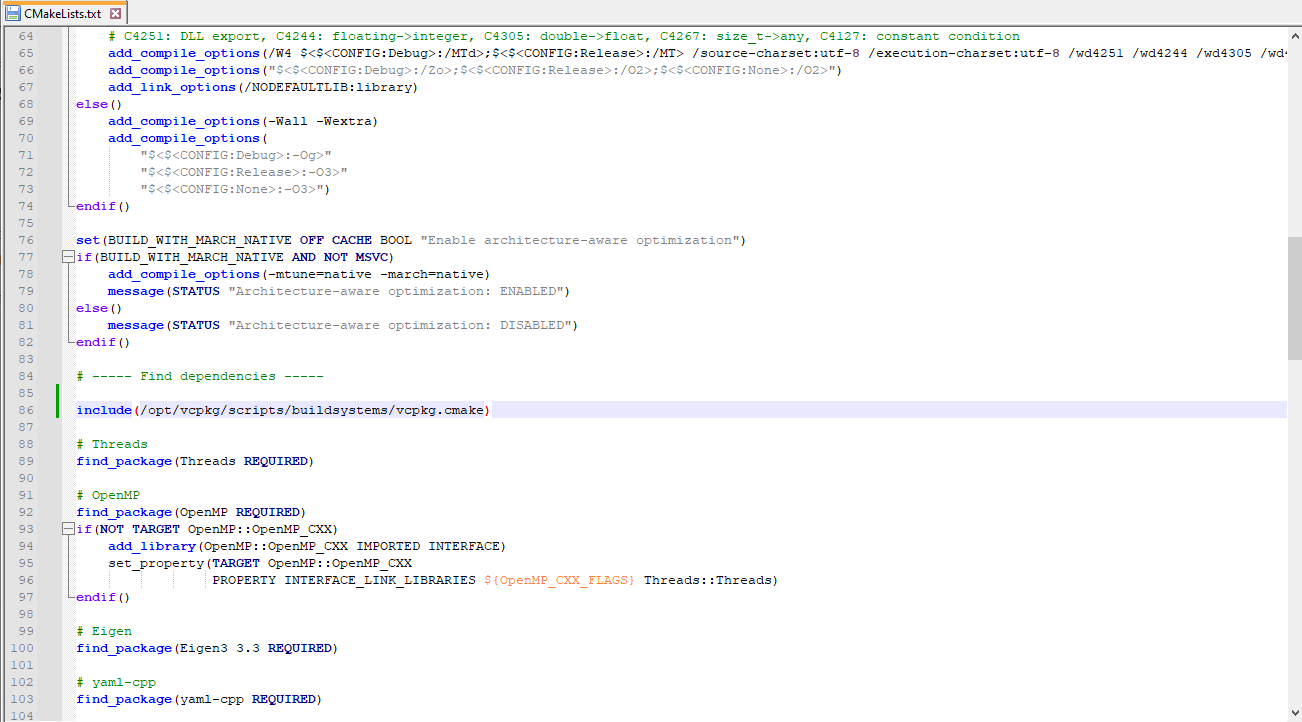 CMakeLists.txt
64 # C4251: DLL export, C4244: floating->integer, C4305: double->float, C4267: size_t->any, C4127: constant condition
65 add_compile_options(/W4 $<$<CONFIG:Debug>:/MTd>;$<$<CONFIG:Release>:/MT> /source-charset:utf-8 /execution-charset:utf-8 /wd4251 /wd4244 /wd4305 /wd4
66 add_compile_options("$<$<CONFIG:Debug>:/Zo>;$<$<CONFIG:Release>:/O2>;$<$<CONFIG:None>:/O2>")
67 add_link_options(/NODEFAULTLIB:library)
68 else()
69 add_compile_options(-Wall -Wextra)
70 add_compile_options(
71 "$<$<CONFIG:Debug>:-Og>"
72 "$<$<CONFIG:Release>:-O3>"
73 "$<$<CONFIG:None>:-O3>")
74 endif()
75
76 set(BUILD_WITH_MARCH_NATIVE OFF CACHE BOOL "Enable architecture-aware optimization")
77 if(BUILD_WITH_MARCH_NATIVE AND NOT MSVC)
78 add_compile_options(-mtune=native -march=native)
79 message(STATUS "Architecture-aware optimization: ENABLED")
80 else()
81 message(STATUS "Architecture-aware optimization: DISABLED")
82 endif()
83
84 # ----- Find dependencies -----
85
86 include(/opt/vcpkg/scripts/buildsystems/vcpkg.cmake)
87
88 # Threads
89 find_package(Threads REQUIRED)
90
91 # OpenMP
92 find_package(OpenMP REQUIRED)
93 if(NOT TARGET OpenMP::OpenMP_CXX)
94 add_library(OpenMP::OpenMP_CXX IMPORTED INTERFACE)
95 set_property(TARGET OpenMP::OpenMP_CXX
96 PROPERTY INTERFACE_LINK_LIBRARIES ${OpenMP_CXX_FLAGS} Threads::Threads)
97 endif()
98
99 # Eigen
100 find_package(Eigen3 3.3 REQUIRED)
101
102 # yaml-cpp
103 find_package(yaml-cpp REQUIRED)
104